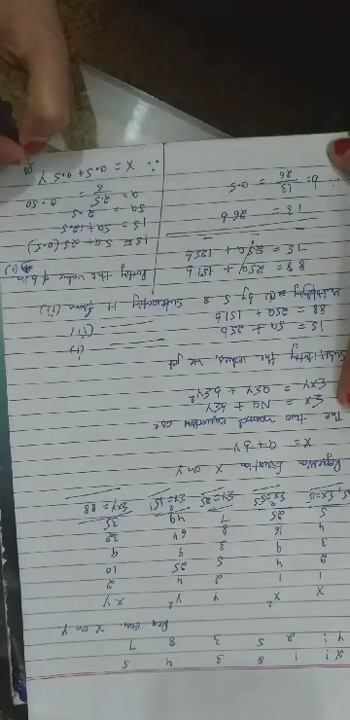 X : 1 2 3 4 5
Y : 2 5 3 8 7
Reg. Equ. X on Y
X X² Y Y² XY
1 1 2 4 2
2 4 5 25 10
3 9 3 9 9
4 16 8 64 32
5 25 7 49 35
ΣX=15 ΣX²=55 ΣY=25 ΣY²=151 ΣXY=88
Regression Equation X on Y
X = a+bY
The two normal equation are
ΣX = Na + bΣY
ΣXY = aΣY + bΣY²
Substituting the values, we get
15 = 5a + 25b (i)
88 = 25a + 151b (ii)
Multiplying (i) by 5 & Subtracting it from (ii)
88 = 25a + 151b
75 = 25a + 125b
13 = 26b
∴ b = 13/26 = 0.5
Putting the value of b in (i)
15 = 5a + 25(0.5)
15 = 5a + 12.5
5a = 2.5
a = 2.5/5 = 0.50
∴ X = 0.5 + 0.5 Y